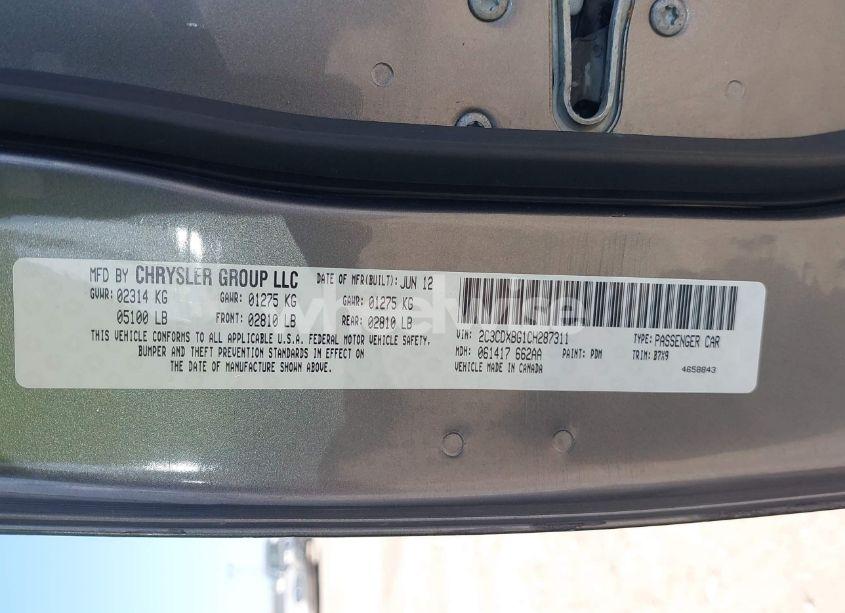 MFD BY CHRYSLER GROUP LLC DATE OF MFR(BUILT): JUN 12
GVWR: 02314 KG GAWR: 01275 KG GAWR: 01275 KG
05100 LB FRONT: 02810 LB REAR: 02810 LB
THIS VEHICLE CONFORMS TO ALL APPLICABLE U.S.A. FEDERAL MOTOR VEHICLE SAFETY,
BUMPER AND THEFT PREVENTION STANDARDS IN EFFECT ON
THE DATE OF MANUFACTURE SHOWN ABOVE.
VIN: 2C3CDXBG1CH287311 TYPE: PASSENGER CAR
MDH: 061417 662AA PAINT: PDM TRIM: B7X9
VEHICLE MADE IN CANADA 4658843